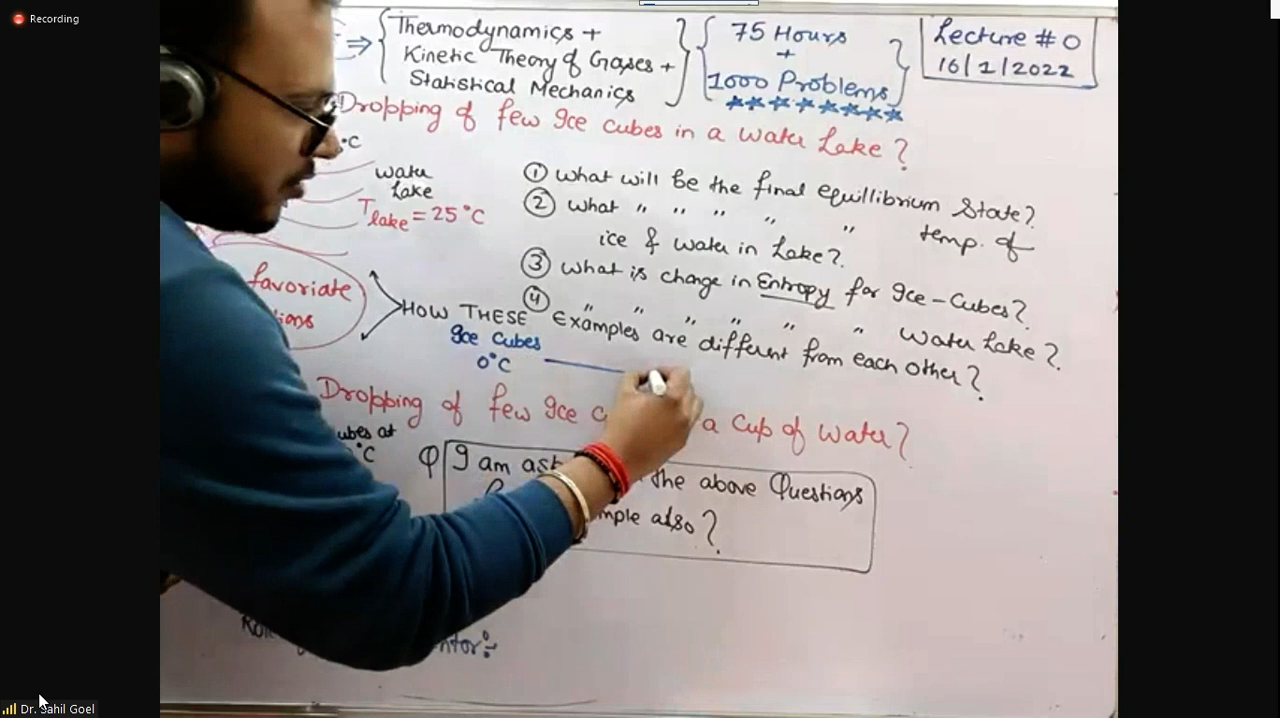 Recording
⇒ { Thermodynamics +
Kinetic Theory of Gases +
Statistical Mechanics }
{ 75 Hours
+
1000 Problems }
Lecture # 0
16/1/2022
Dropping of few Ice cubes in a water Lake?
°C
water
Lake
T lake = 25°C
① What will be the final equillibrium State?
② What " " " " " temp. of
ice & water in Lake?
③ What is change in Entropy for Ice-Cubes?
④ " " " " " " Water Lake?
favoriate
HOW THESE Examples are different from each other?
Ice Cubes
0°C
Dropping of few Ice a Cup of Water?
ubes at
°C
Q I am the above Questions
also?
Dr. Sahil Goel